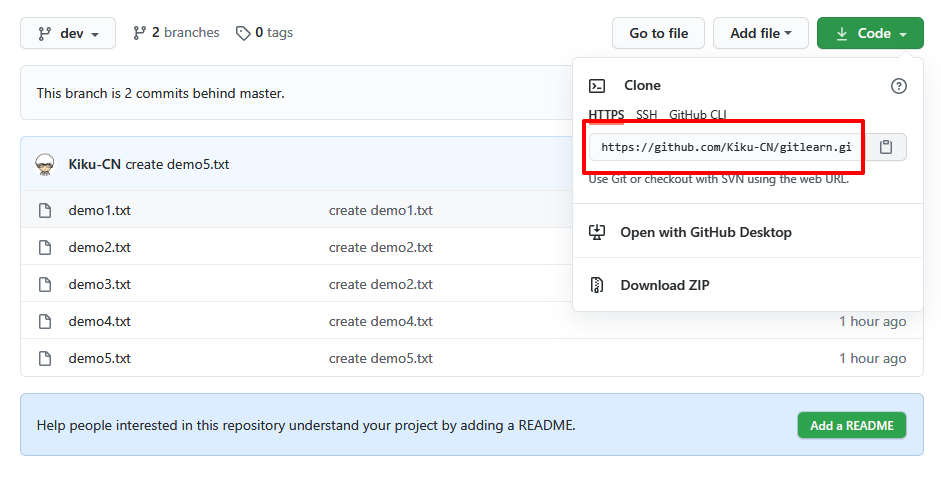 dev 2 branches 0 tags Go to file Add file Code
This branch is 2 commits behind master.
Clone
HTTPS SSH GitHub CLI
https://github.com/Kiku-CN/gitlearn.gi
Use Git or checkout with SVN using the web URL.
Open with GitHub Desktop
Download ZIP
Kiku-CN create demo5.txt
demo1.txt create demo1.txt
demo2.txt create demo2.txt
demo3.txt create demo2.txt
demo4.txt create demo4.txt 1 hour ago
demo5.txt create demo5.txt 1 hour ago
Help people interested in this repository understand your project by adding a README. Add a README